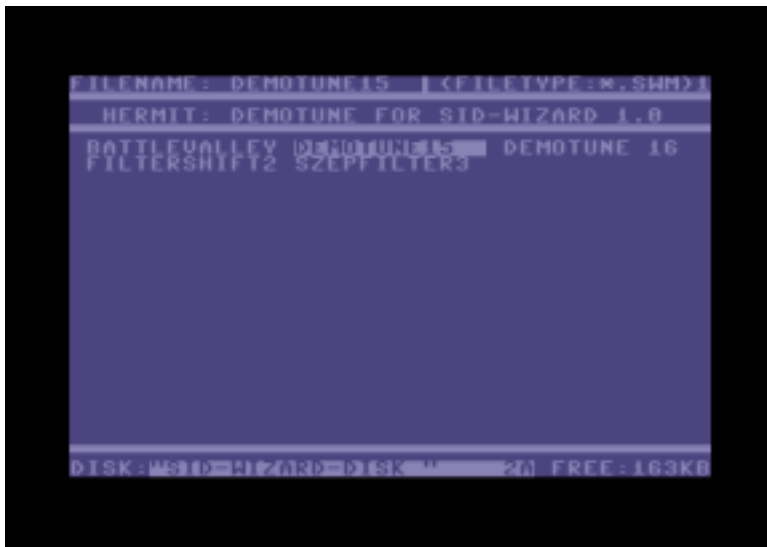 FILENAME: DEMOTUNE15 (FILETYPE:*.SWM)1
HERMIT: DEMOTUNE FOR SID-WIZARD 1.0
BATTLEVALLEY DEMOTUNE15 DEMOTUNE 16
FILTERSHIFT2 SZEPFILTER3
DISK:"SID-WIZARD-DISK " 2A FREE:163KB